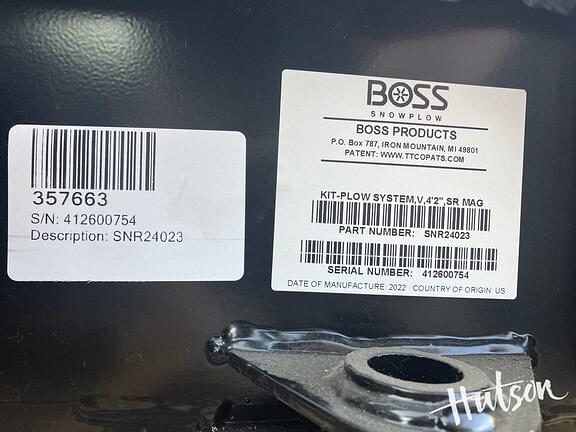 357663
S/N: 412600754
Description: SNR24023
BOSS
SNOWPLOW
BOSS PRODUCTS
P.O. Box 787, IRON MOUNTAIN, MI 49801
PATENT: WWW.TTCOPATS.COM
KIT-PLOW SYSTEM,V,4'2",SR MAG
PART NUMBER: SNR24023
SERIAL NUMBER: 412600754
DATE OF MANUFACTURE: 2022 COUNTRY OF ORIGIN: US
Hutson